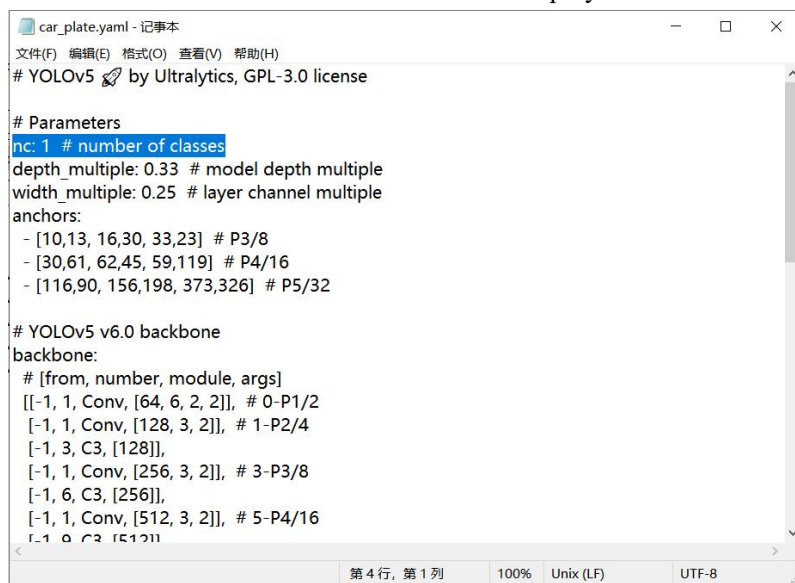 car_plate.yaml - 记事本
文件(F) 编辑(E) 格式(O) 查看(V) 帮助(H)
# YOLOv5 🚀 by Ultralytics, GPL-3.0 license
# Parameters
nc: 1  # number of classes
depth_multiple: 0.33  # model depth multiple
width_multiple: 0.25  # layer channel multiple
anchors:
  - [10,13, 16,30, 33,23]  # P3/8
  - [30,61, 62,45, 59,119]  # P4/16
  - [116,90, 156,198, 373,326]  # P5/32
# YOLOv5 v6.0 backbone
backbone:
  # [from, number, module, args]
  [[-1, 1, Conv, [64, 6, 2, 2]],  # 0-P1/2
   [-1, 1, Conv, [128, 3, 2]],  # 1-P2/4
   [-1, 3, C3, [128]],
   [-1, 1, Conv, [256, 3, 2]],  # 3-P3/8
   [-1, 6, C3, [256]],
   [-1, 1, Conv, [512, 3, 2]],  # 5-P4/16
   [-1, 9, C3, [512]],
第 4 行，第 1 列 100% Unix (LF) UTF-8